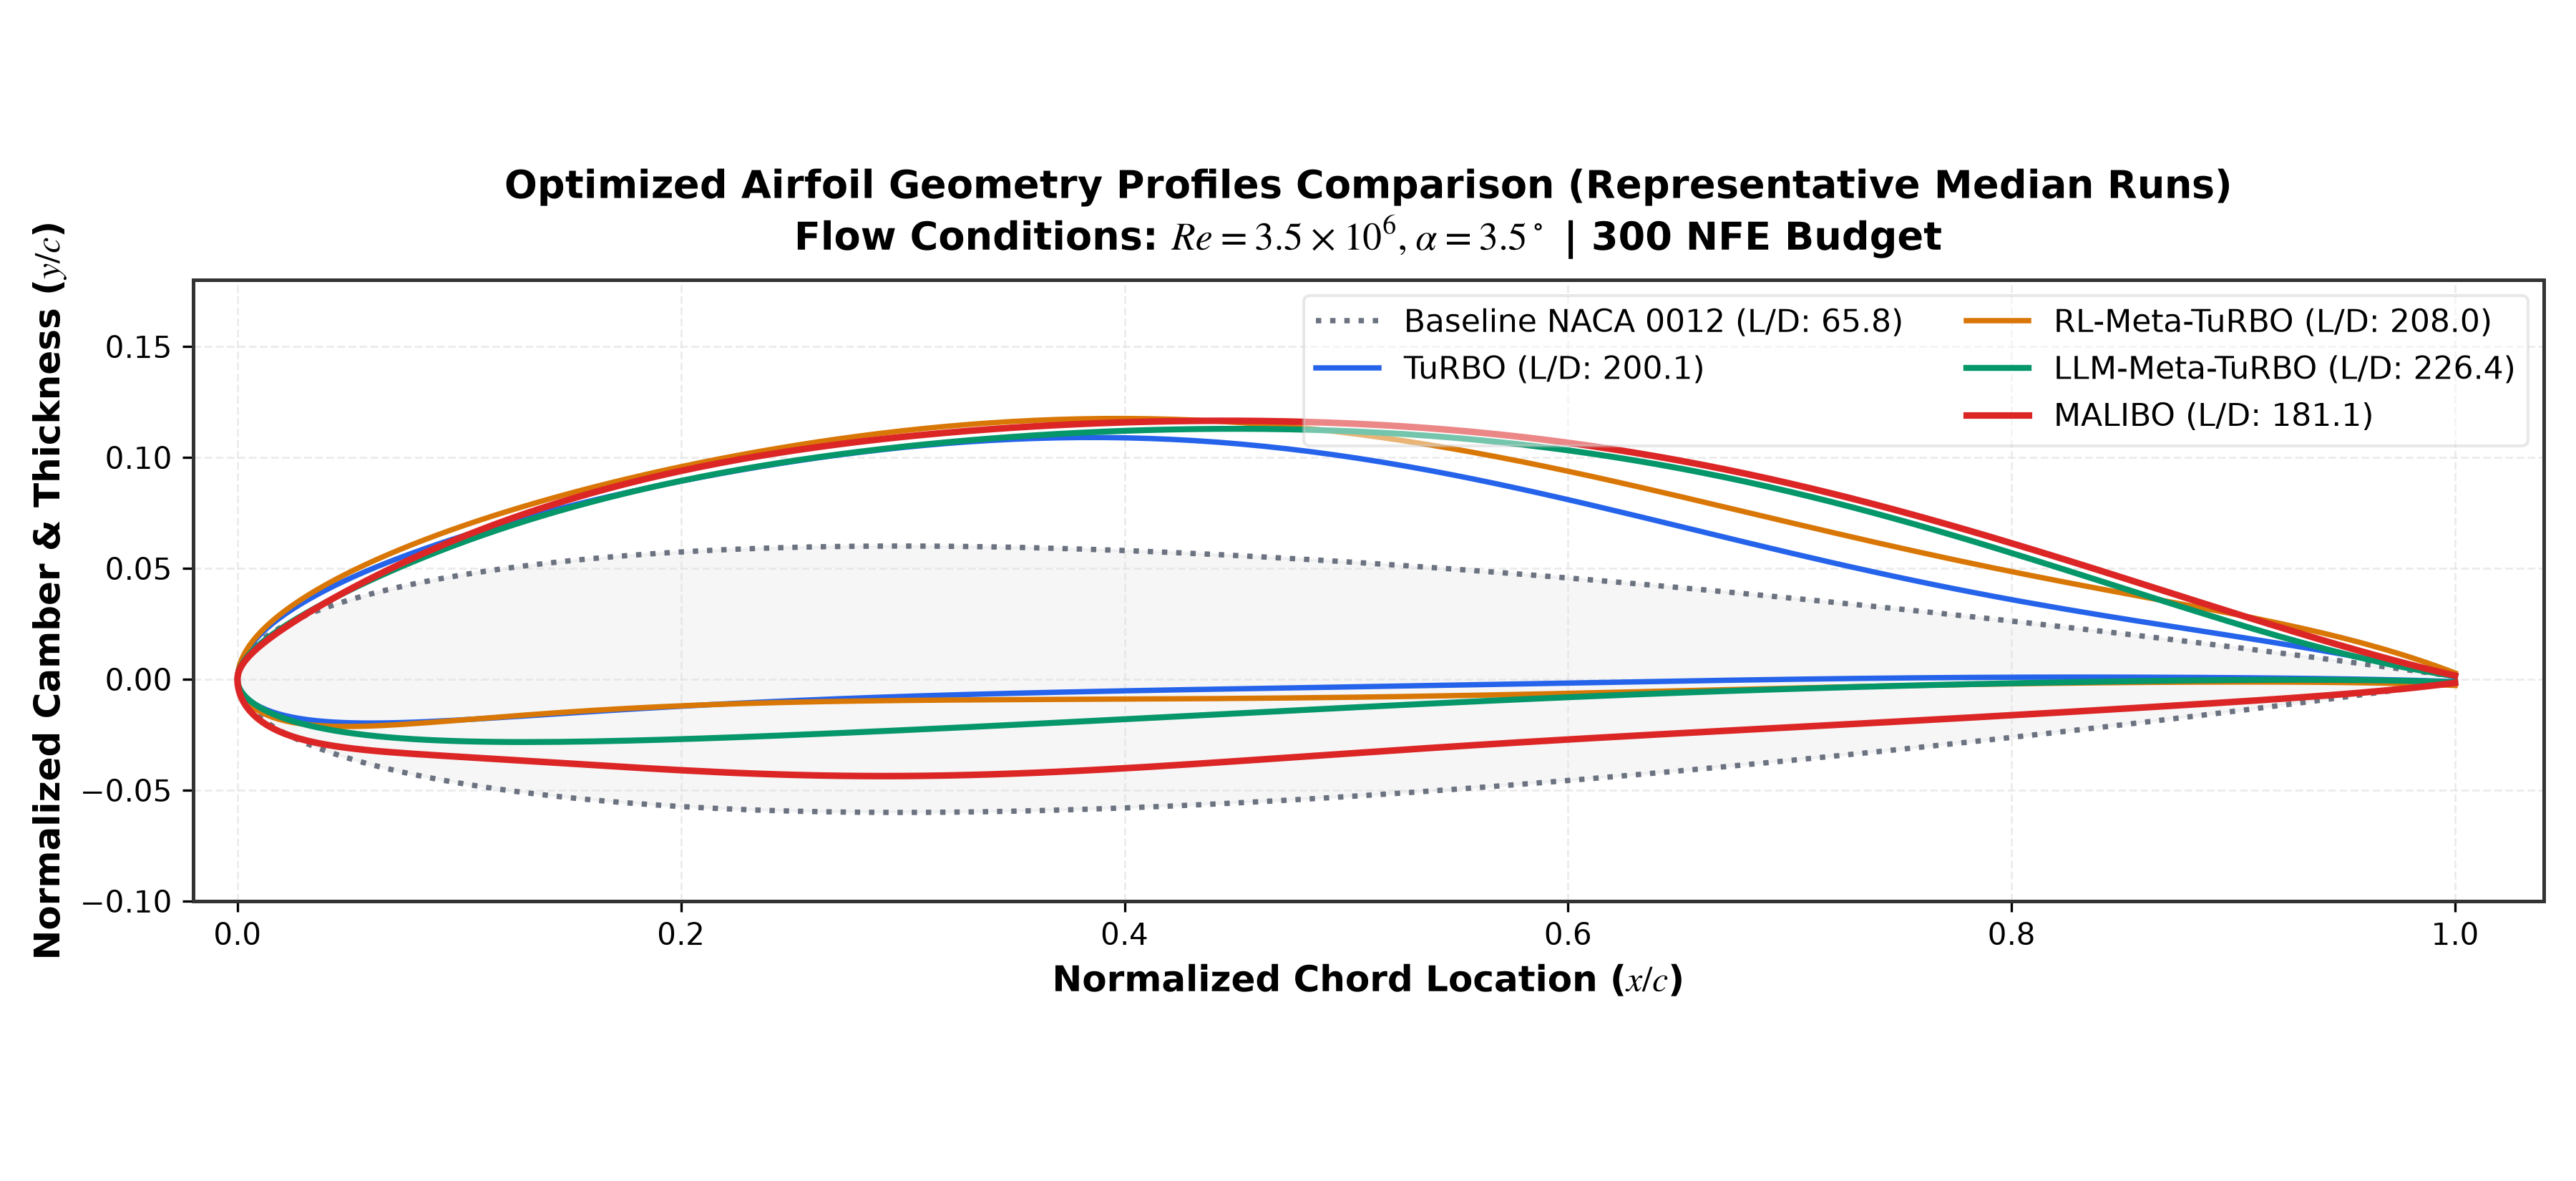 Optimized Airfoil Geometry Profiles Comparison (Representative Median Runs)
Flow Conditions: Re = 3.5 × 10⁶, α = 3.5° | 300 NFE Budget
Normalized Camber & Thickness (y/c)
0.15
0.10
0.05
0.00
−0.05
−0.10
Baseline NACA 0012 (L/D: 65.8)
TuRBO (L/D: 200.1)
RL-Meta-TuRBO (L/D: 208.0)
LLM-Meta-TuRBO (L/D: 226.4)
MALIBO (L/D: 181.1)
0.0 0.2 0.4 0.6 0.8 1.0
Normalized Chord Location (x/c)